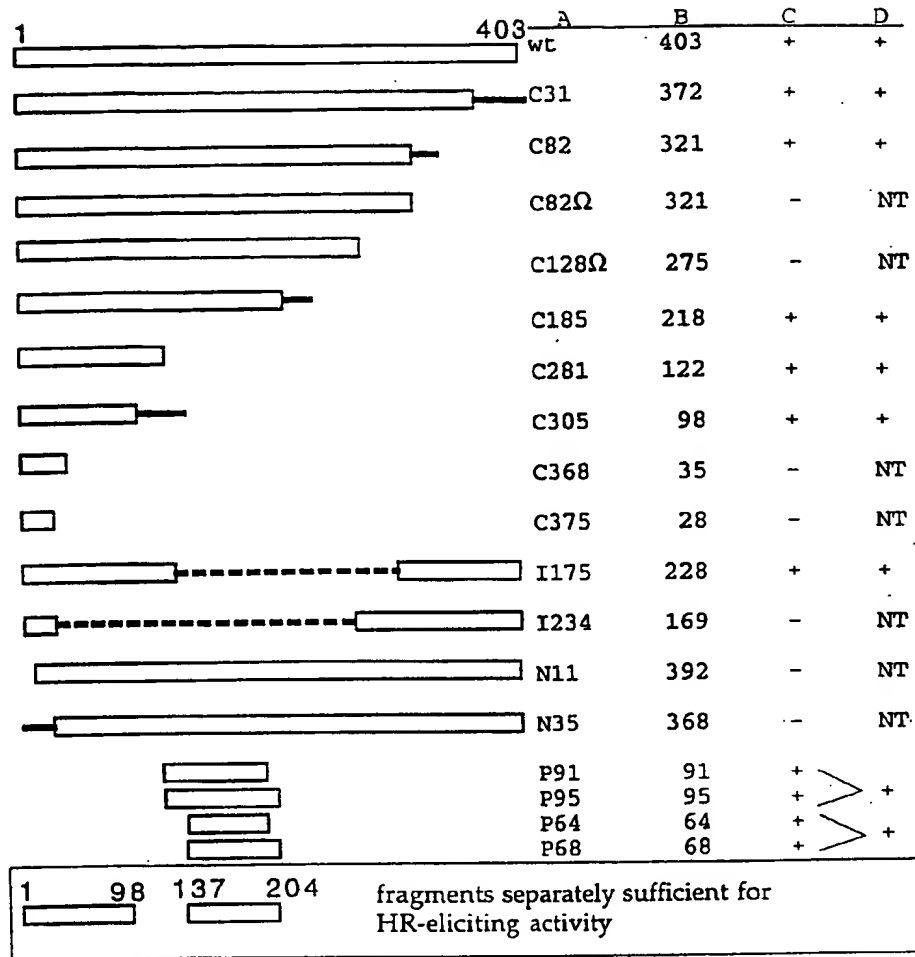 1 403 A B C D
wt 403 + +
C31 372 + +
C82 321 + +
C82Ω 321 - NT
C128Ω 275 - NT
C185 218 + +
C281 122 + +
C305 98 + +
C368 35 - NT
C375 28 - NT
I175 228 + +
I234 169 - NT
N11 392 - NT
N35 368 - NT
P91 91 +
P95 95 + > +
P64 64 +
P68 68 + > +
1 98 137 204 fragments separately sufficient for
HR-eliciting activity